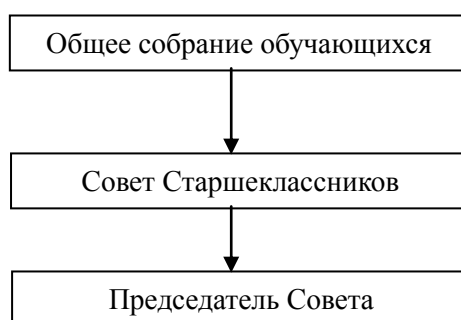 Общее собрание обучающихся
Совет Старшеклассников
Председатель Совета